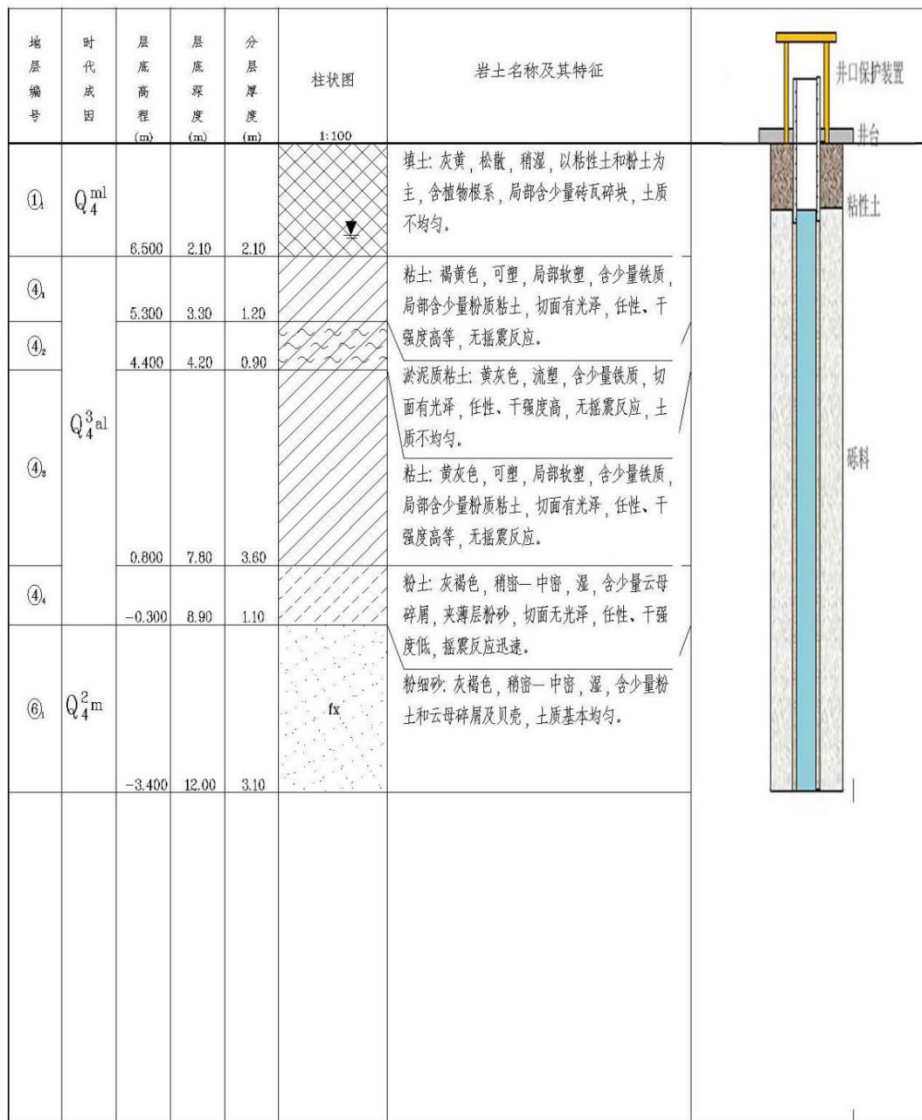 地层编号 时代成因 层底高程(m) 层底深度(m) 分层厚度(m) 柱状图 1:100 岩土名称及其特征
井口保护装置
井台
粘性土
砾料
①₁ Q₄ᵐˡ 6.500 2.10 2.10
填土: 灰黄, 松散, 稍湿, 以粘性土和粉土为
主, 含植物根系, 局部含少量砖瓦碎块, 土质
不均匀。
④₁ 5.300 3.30 1.20
粘土: 褐黄色, 可塑, 局部软塑, 含少量铁质,
局部含少量粉质粘土, 切面有光泽, 任性、干
强度高等, 无摇震反应。
④₂ 4.400 4.20 0.90
淤泥质粘土: 黄灰色, 流塑, 含少量铁质, 切
面有光泽, 任性、干强度高, 无摇震反应, 土
质不均匀。
Q₄³al
④₃ 0.800 7.80 3.60
粘土: 黄灰色, 可塑, 局部软塑, 含少量铁质,
局部含少量粉质粘土, 切面有光泽, 任性、干
强度高等, 无摇震反应。
④₄ -0.300 8.90 1.10
粉土: 灰褐色, 稍密—中密, 湿, 含少量云母
碎屑, 夹薄层粉砂, 切面无光泽, 任性、干强
度低, 摇震反应迅速。
⑥₁ Q₄²m -3.400 12.00 3.10
fx
粉细砂: 灰褐色, 稍密—中密, 湿, 含少量粉
土和云母碎屑及贝壳, 土质基本均匀。